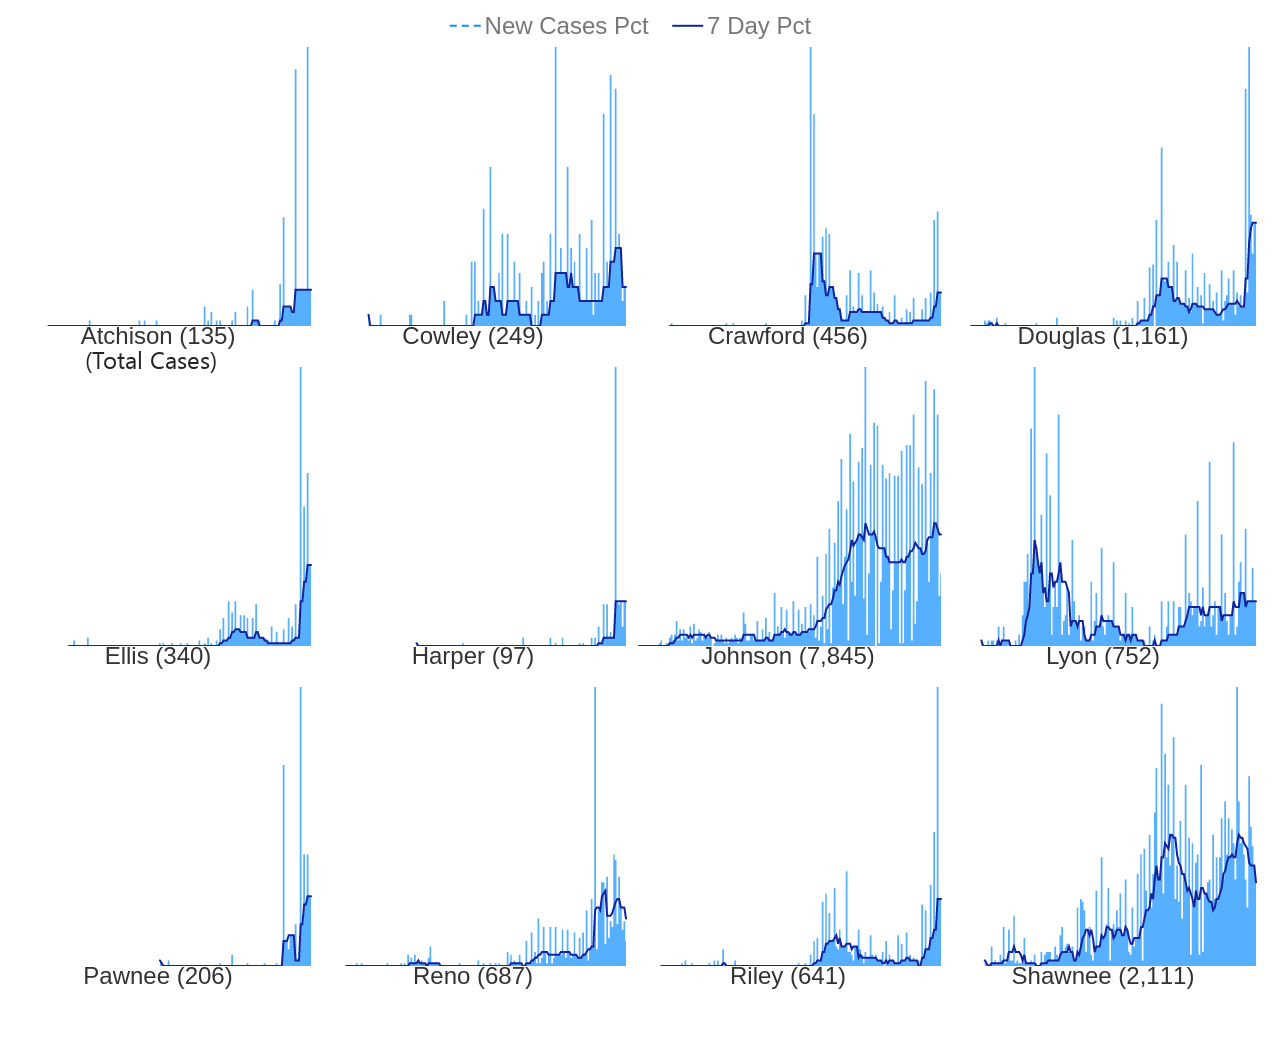 New Cases Pct 7 Day Pct
Atchison (135) Cowley (249) Crawford (456) Douglas (1,161)
(Total Cases)
Ellis (340) Harper (97) Johnson (7,845) Lyon (752)
Pawnee (206) Reno (687) Riley (641) Shawnee (2,111)